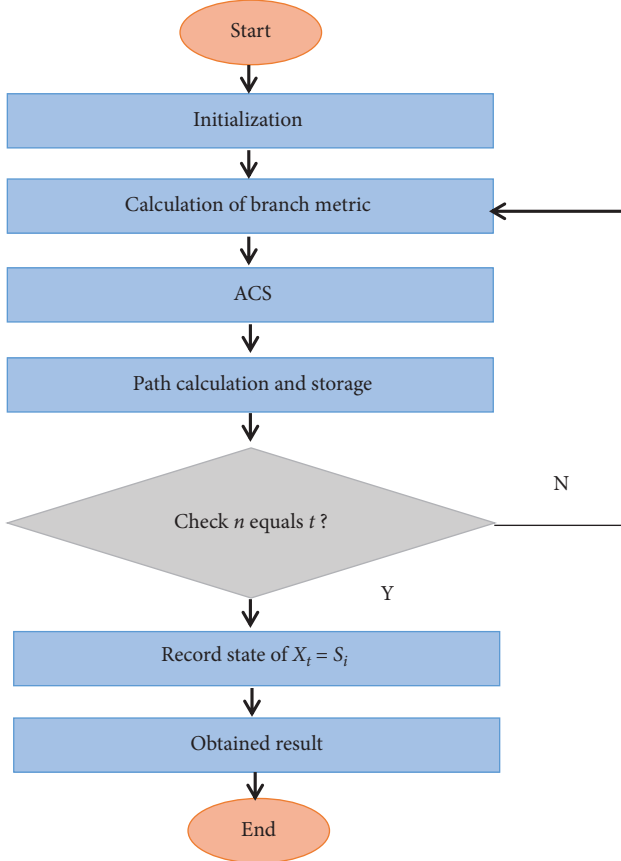 Start
Initialization
Calculation of branch metric
ACS
Path calculation and storage
N
Check n equals t ?
Y
Record state of Xₜ = Sᵢ
Obtained result
End